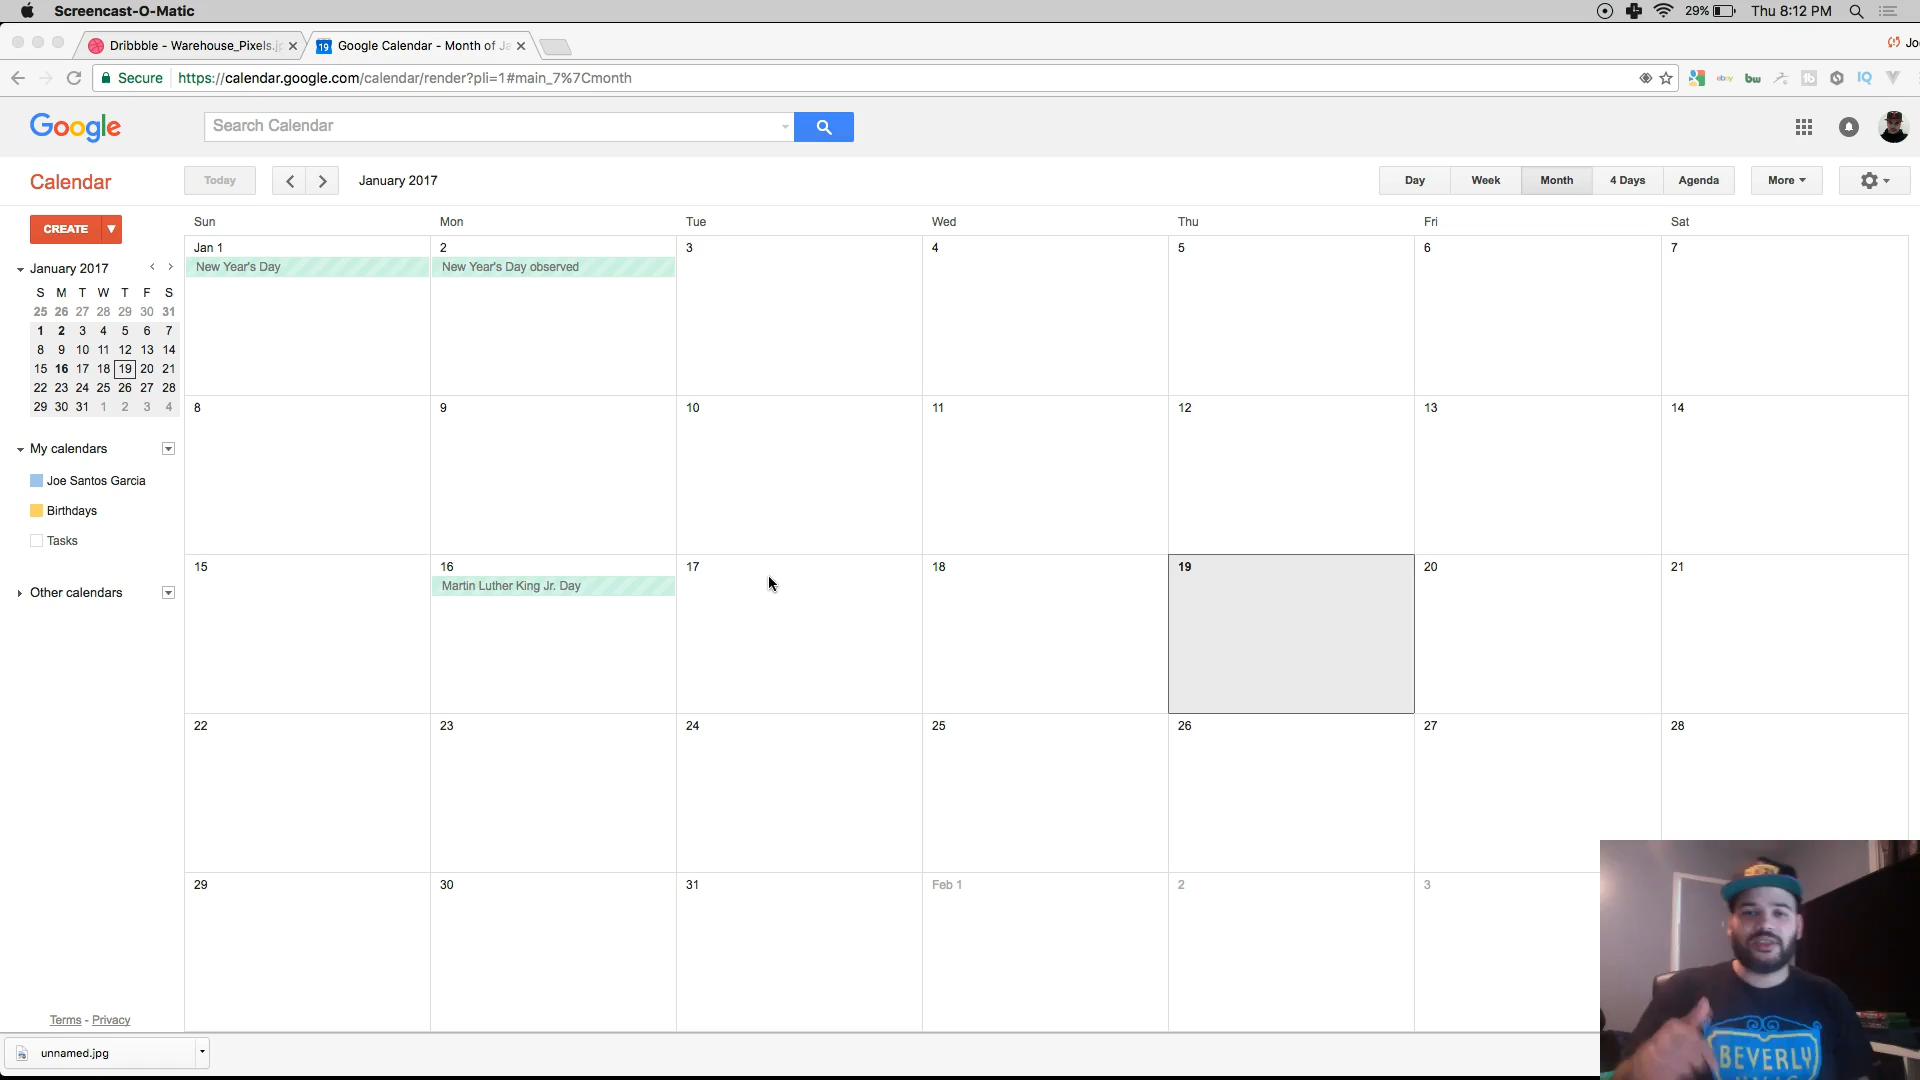 Screencast-O-Matic
29%
Thu 8:12 PM
Dribbble - Warehouse_Pixels.j
19 Google Calendar - Month of Ja
Jo
Secure https://calendar.google.com/calendar/render?pli=1#main_7%7Cmonth
ebay bw fb IQ
Google
Search Calendar
Calendar
Today
January 2017
Day Week Month 4 Days Agenda More
CREATE
January 2017
S M T W T F S
25 26 27 28 29 30 31
1 2 3 4 5 6 7
8 9 10 11 12 13 14
15 16 17 18 19 20 21
22 23 24 25 26 27 28
29 30 31 1 2 3 4
My calendars
Joe Santos Garcia
Birthdays
Tasks
Other calendars
Terms - Privacy
Sun Mon Tue Wed Thu Fri Sat
Jan 1 2 3 4 5 6 7
New Year's Day New Year's Day observed
8 9 10 11 12 13 14
15 16 17 18 19 20 21
Martin Luther King Jr. Day
22 23 24 25 26 27 28
29 30 31 Feb 1 2 3
unnamed.jpg
BEVERLY